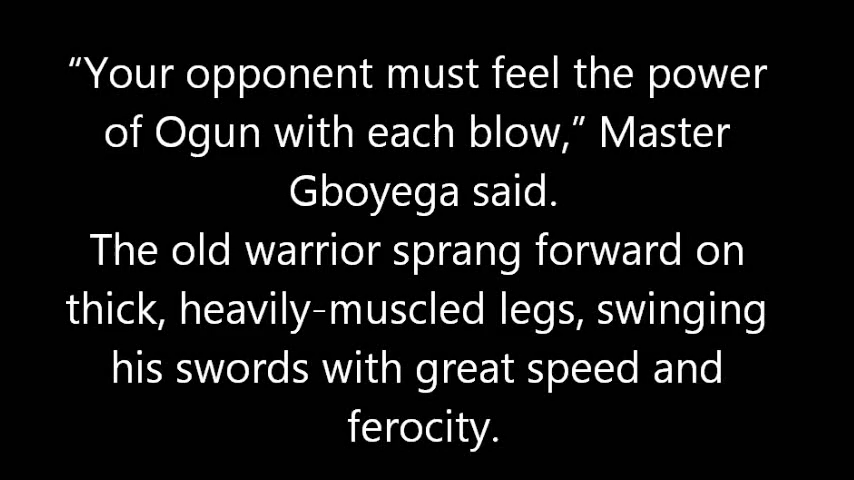 “Your opponent must feel the power
of Ogun with each blow,” Master
Gboyega said.
The old warrior sprang forward on
thick, heavily-muscled legs, swinging
his swords with great speed and
ferocity.